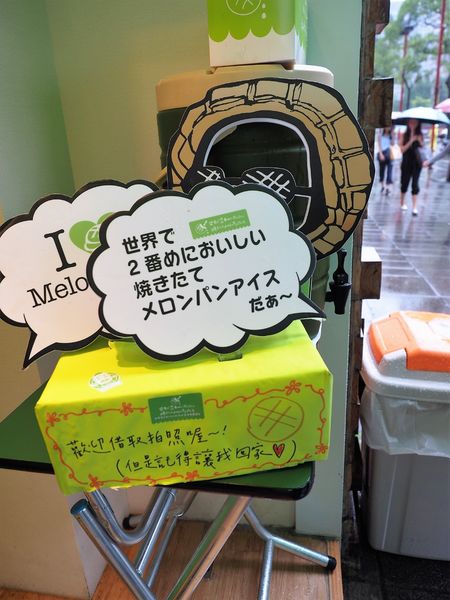 I
Melo
世界で
2番めにおいしい
焼きたて
メロンパンアイス
だぁ～
歡迎借取拍照喔～!
(但是記得讓我回家♡)